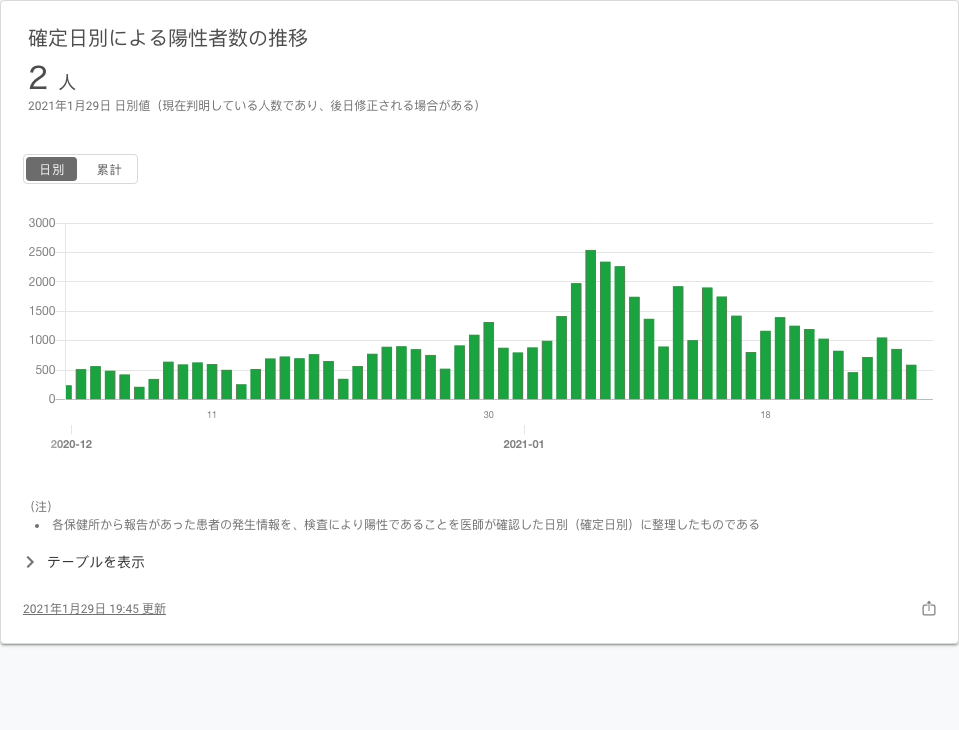 確定日別による陽性者数の推移
2 人
2021年1月29日 日別値（現在判明している人数であり、後日修正される場合がある）
日別 累計
3000
2500
2000
1500
1000
500
0
11 30 18
2020-12 2021-01
（注）
• 各保健所から報告があった患者の発生情報を、検査により陽性であることを医師が確認した日別（確定日別）に整理したものである
テーブルを表示
2021年1月29日 19:45 更新